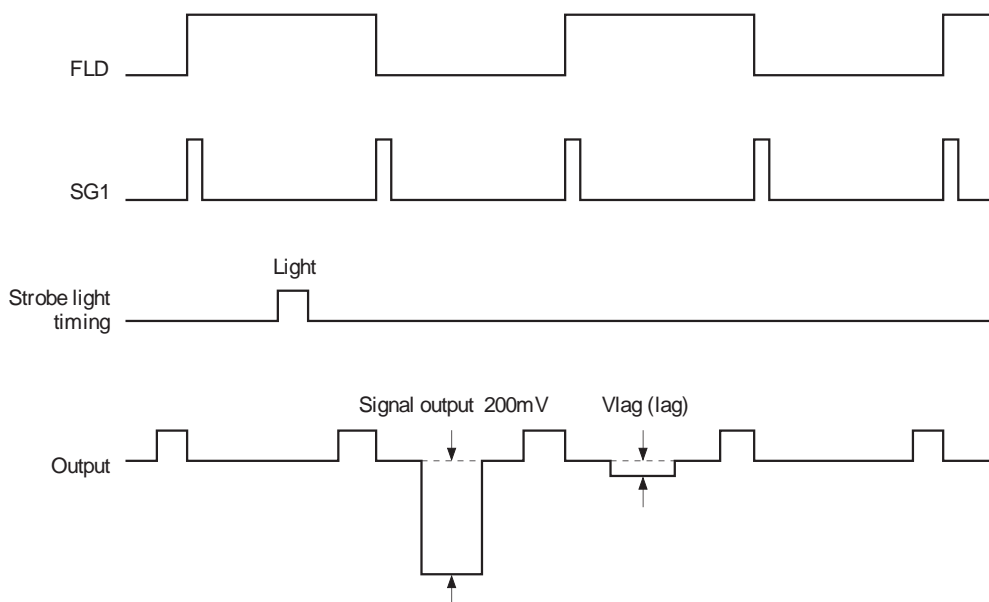 FLD
SG1
Light
Strobe light
timing
Signal output 200mV
Vlag (lag)
Output